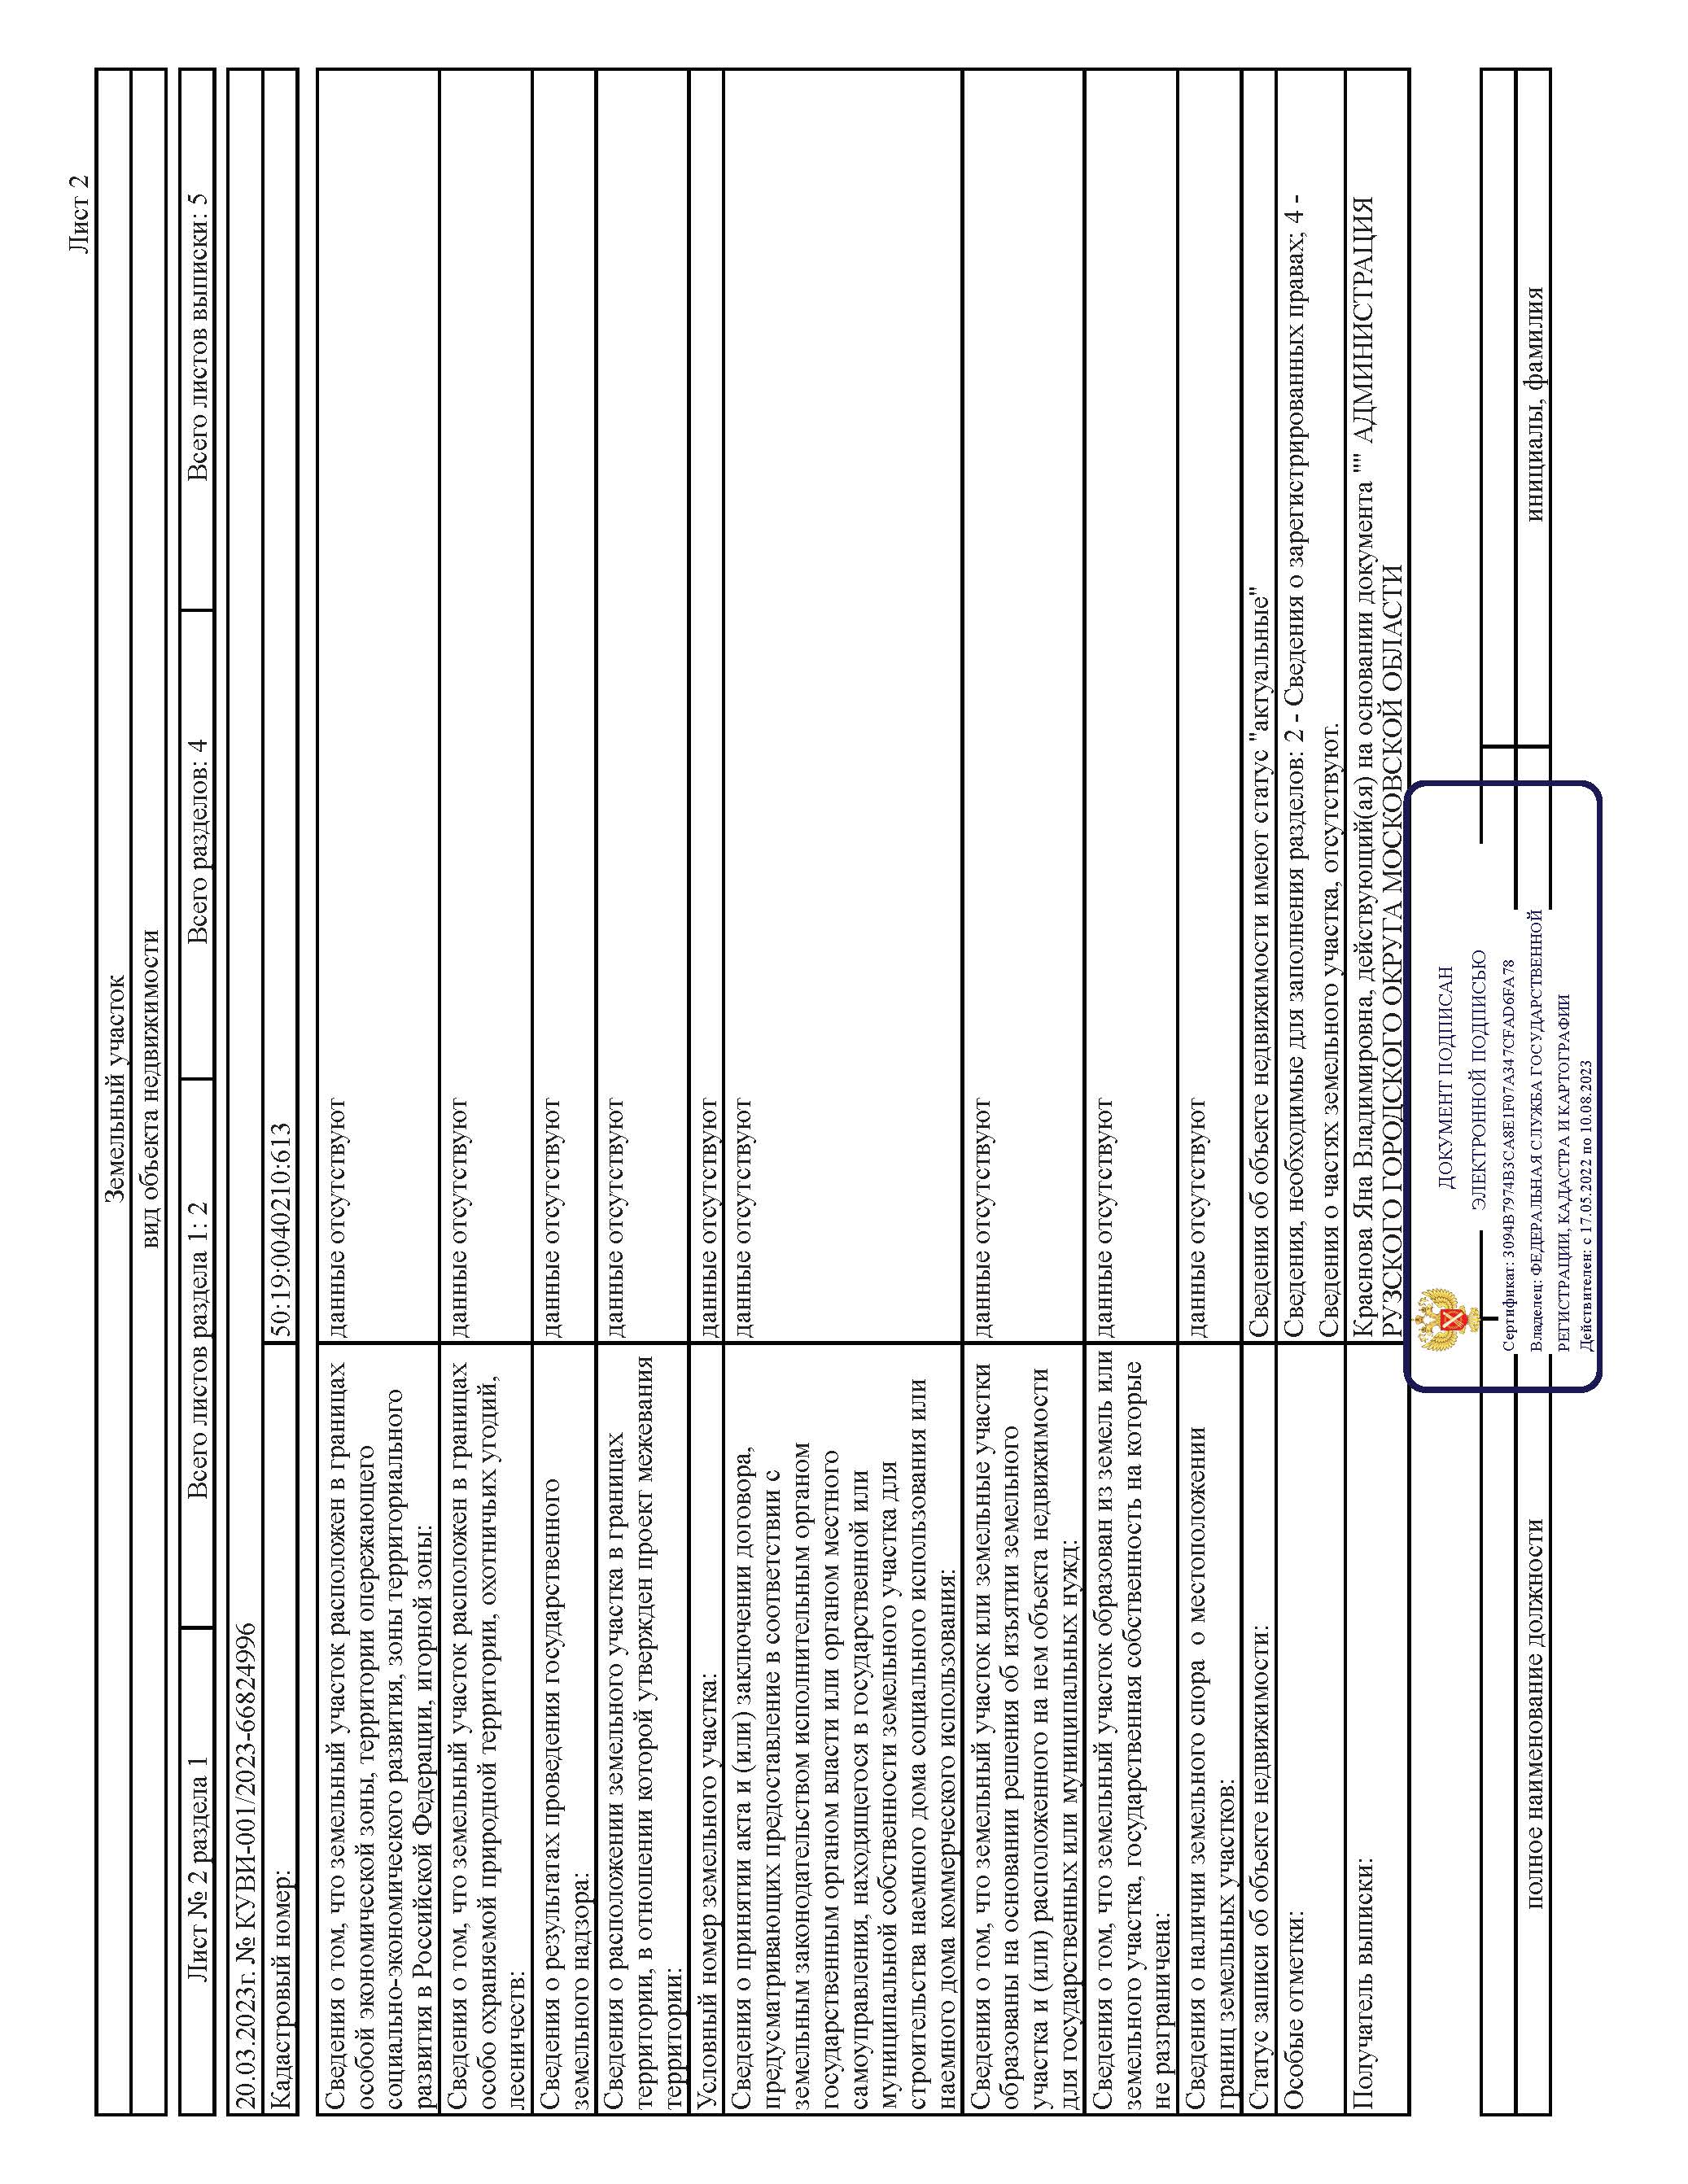 Лист 2
Земельный участок
вид объекта недвижимости
Лист № 2 раздела 1
Всего листов раздела 1: 2
Всего разделов: 4
Всего листов выписки: 5
20.03.2023г. № КУВИ-001/2023-66824996
Кадастровый номер:
50:19:0040210:613
Сведения о том, что земельный участок расположен в границах
особой экономической зоны, территории опережающего
социально-экономического развития, зоны территориального
развития в Российской Федерации, игорной зоны:
данные отсутствуют
Сведения о том, что земельный участок расположен в границах
особо охраняемой природной территории, охотничьих угодий,
лесничеств:
данные отсутствуют
Сведения о результатах проведения государственного
земельного надзора:
данные отсутствуют
Сведения о расположении земельного участка в границах
территории, в отношении которой утвержден проект межевания
территории:
данные отсутствуют
Условный номер земельного участка:
данные отсутствуют
Сведения о принятии акта и (или) заключении договора,
предусматривающих предоставление в соответствии с
земельным законодательством исполнительным органом
государственным органом власти или органом местного
самоуправления, находящегося в государственной или
муниципальной собственности земельного участка для
строительства наемного дома социального использования или
наемного дома коммерческого использования:
данные отсутствуют
Сведения о том, что земельный участок или земельные участки
образованы на основании решения об изъятии земельного
участка и (или) расположенного на нем объекта недвижимости
для государственных или муниципальных нужд:
данные отсутствуют
Сведения о том, что земельный участок образован из земель или
земельного участка, государственная собственность на которые
не разграничена:
данные отсутствуют
Сведения о наличии земельного спора о местоположении
границ земельных участков:
данные отсутствуют
Статус записи об объекте недвижимости:
Сведения об объекте недвижимости имеют статус "актуальные"
Особые отметки:
Сведения, необходимые для заполнения разделов: 2 - Сведения о зарегистрированных правах; 4 -
Сведения о частях земельного участка, отсутствуют.
Получатель выписки:
Краснова Яна Владимировна, действующий(ая) на основании документа "" АДМИНИСТРАЦИЯ
РУЗСКОГО ГОРОДСКОГО ОКРУГА МОСКОВСКОЙ ОБЛАСТИ
ДОКУМЕНТ ПОДПИСАН
ЭЛЕКТРОННОЙ ПОДПИСЬЮ
Сертификат: 3094B7974B3CA8E1F07A347CFAD6FA78
Владелец: ФЕДЕРАЛЬНАЯ СЛУЖБА ГОСУДАРСТВЕННОЙ
РЕГИСТРАЦИИ, КАДАСТРА И КАРТОГРАФИИ
Действителен: с 17.05.2022 по 10.08.2023
полное наименование должности
инициалы, фамилия